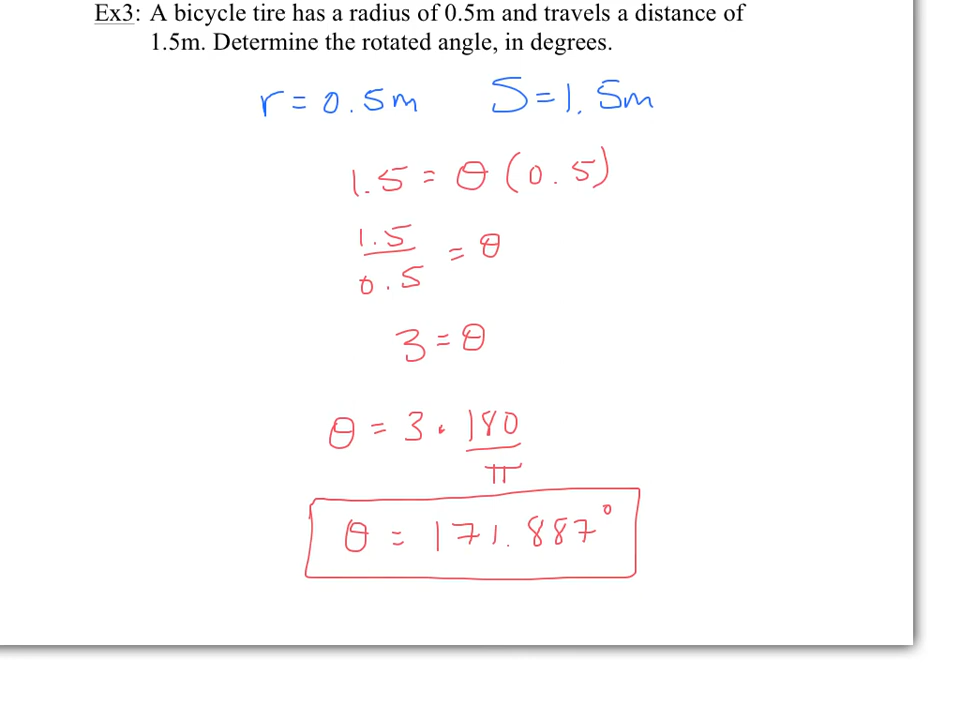 Ex3: A bicycle tire has a radius of 0.5m and travels a distance of
1.5m. Determine the rotated angle, in degrees.
r = 0.5m S = 1.5m
1.5 = θ (0.5)
1.5/0.5 = θ
3 = θ
θ = 3 · 180/π
θ = 171.887°